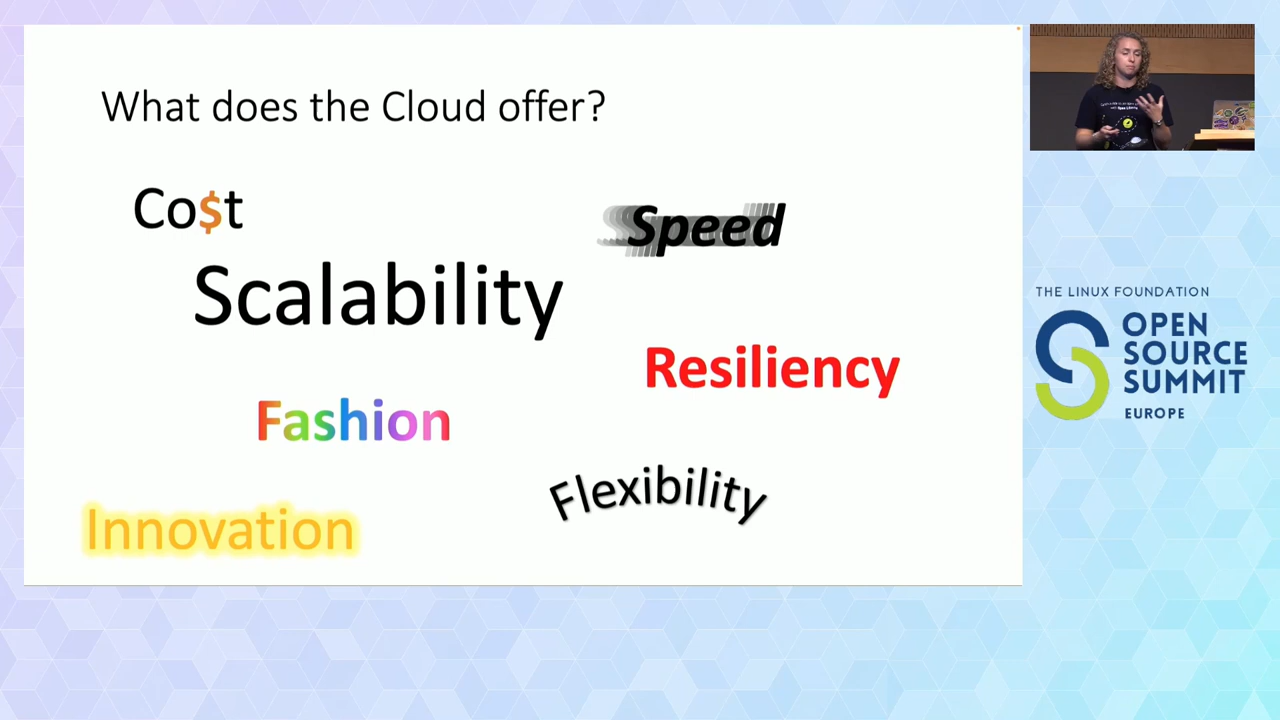 What does the Cloud offer?
Co$t
Speed
Scalability
Resiliency
Fashion
Flexibility
Innovation
THE LINUX FOUNDATION
OPEN
SOURCE
SUMMIT
EUROPE